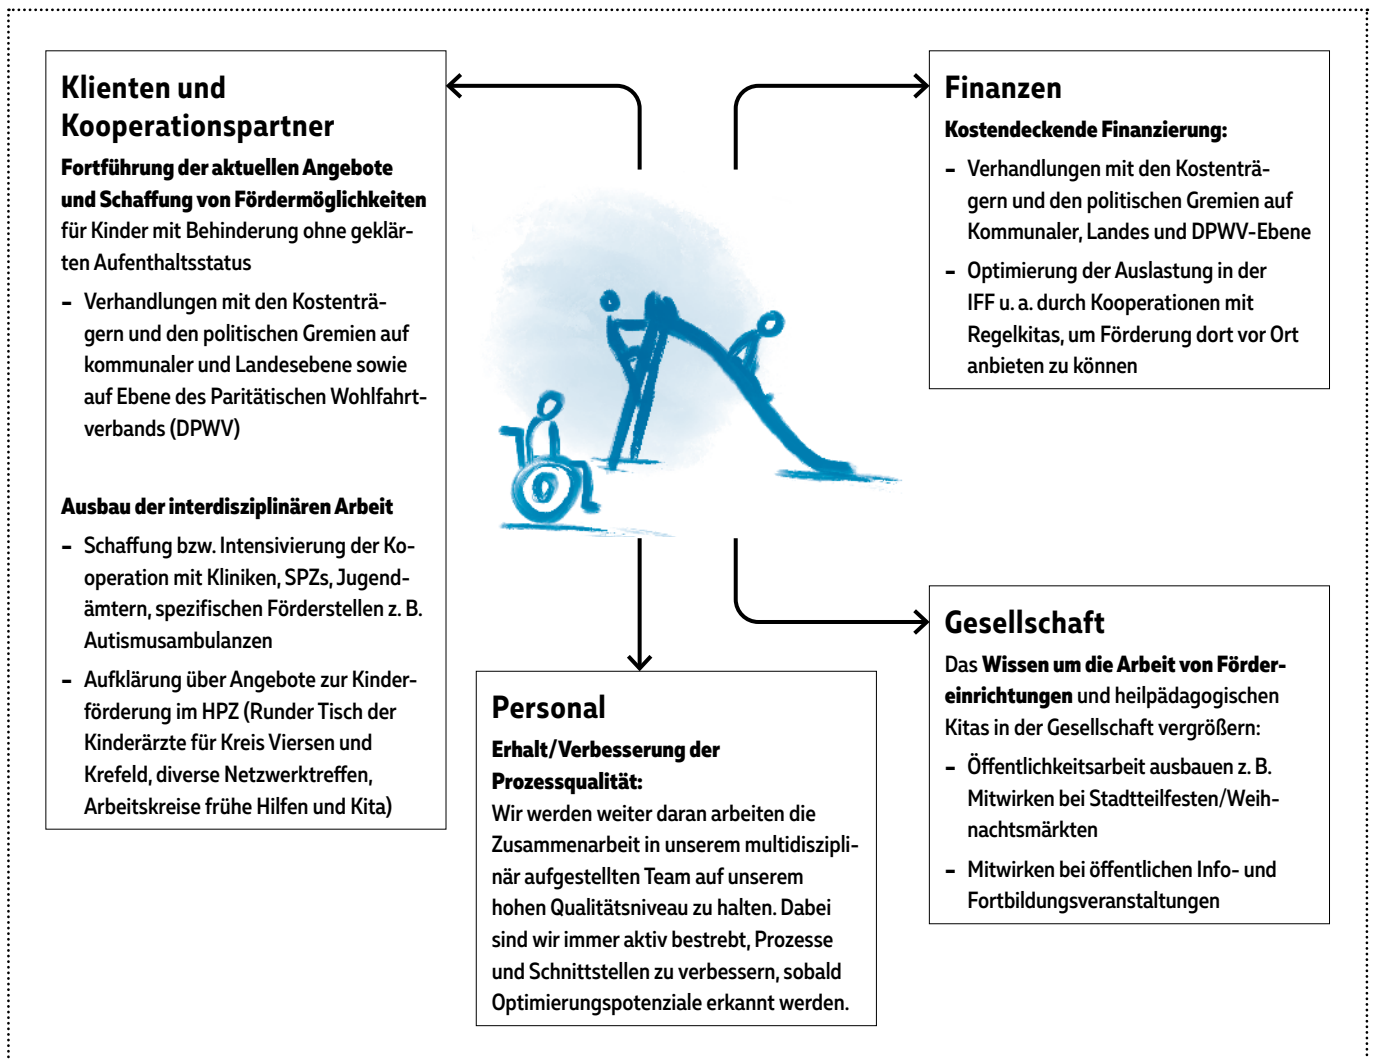 Klienten und
Kooperationspartner
Fortführung der aktuellen Angebote
und Schaffung von Fördermöglichkeiten
für Kinder mit Behinderung ohne geklär-
ten Aufenthaltsstatus
– Verhandlungen mit den Kostenträ-
gern und den politischen Gremien auf
kommunaler und Landesebene sowie
auf Ebene des Paritätischen Wohlfahrt-
verbands (DPWV)
Ausbau der interdisziplinären Arbeit
– Schaffung bzw. Intensivierung der Ko-
operation mit Kliniken, SPZs, Jugend-
ämtern, spezifischen Förderstellen z. B.
Autismusambulanzen
– Aufklärung über Angebote zur Kinder-
förderung im HPZ (Runder Tisch der
Kinderärzte für Kreis Viersen und
Krefeld, diverse Netzwerktreffen,
Arbeitskreise frühe Hilfen und Kita)
Finanzen
Kostendeckende Finanzierung:
– Verhandlungen mit den Kostenträ-
gern und den politischen Gremien auf
Kommunaler, Landes und DPWV-Ebene
– Optimierung der Auslastung in der
IFF u. a. durch Kooperationen mit
Regelkitas, um Förderung dort vor Ort
anbieten zu können
Personal
Erhalt/Verbesserung der
Prozessqualität:
Wir werden weiter daran arbeiten die
Zusammenarbeit in unserem multidiszipli-
när aufgestellten Team auf unserem
hohen Qualitätsniveau zu halten. Dabei
sind wir immer aktiv bestrebt, Prozesse
und Schnittstellen zu verbessern, sobald
Optimierungspotenziale erkannt werden.
Gesellschaft
Das Wissen um die Arbeit von Förder-
einrichtungen und heilpädagogischen
Kitas in der Gesellschaft vergrößern:
– Öffentlichkeitsarbeit ausbauen z. B.
Mitwirken bei Stadtteilfesten/Weih-
nachtsmärkten
– Mitwirken bei öffentlichen Info- und
Fortbildungsveranstaltungen